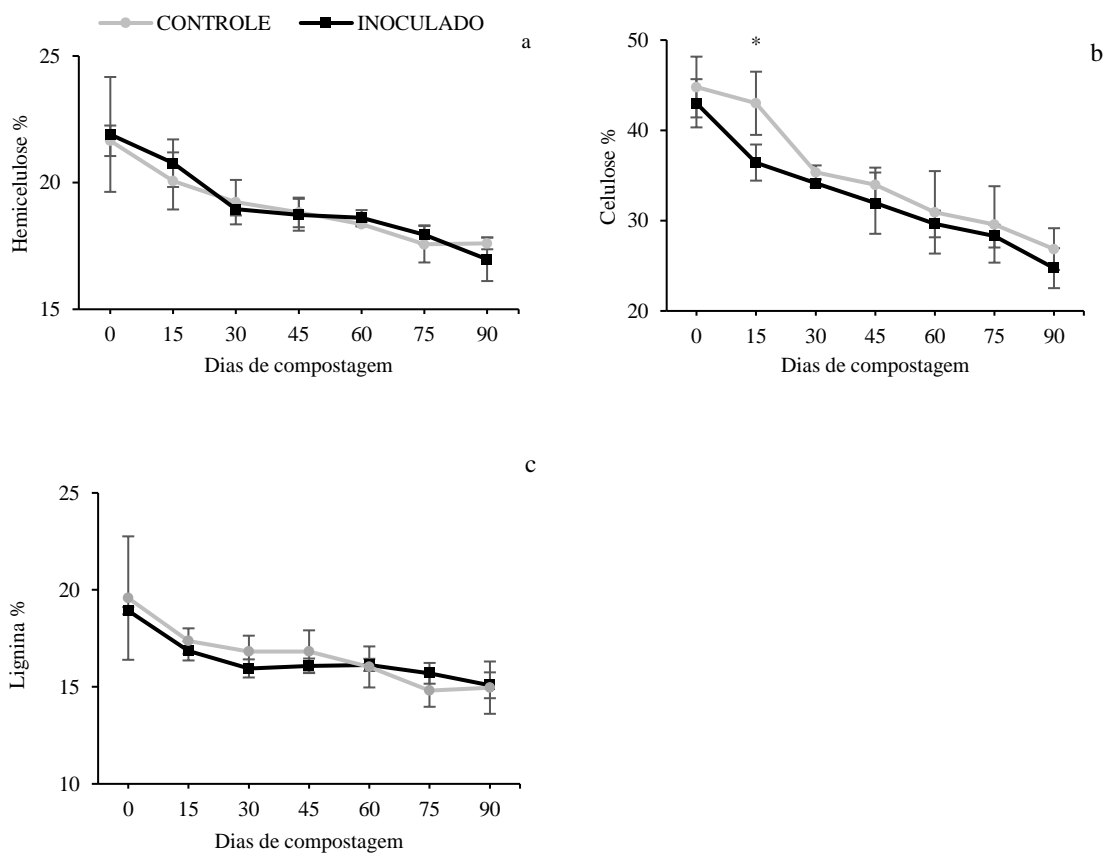 CONTROLE INOCULADO
a
25
20
15
Hemicelulose %
0 15 30 45 60 75 90
Dias de compostagem
*
b
50
40
30
20
Celulose %
0 15 30 45 60 75 90
Dias de compostagem
c
25
20
15
10
Lignina %
0 15 30 45 60 75 90
Dias de compostagem